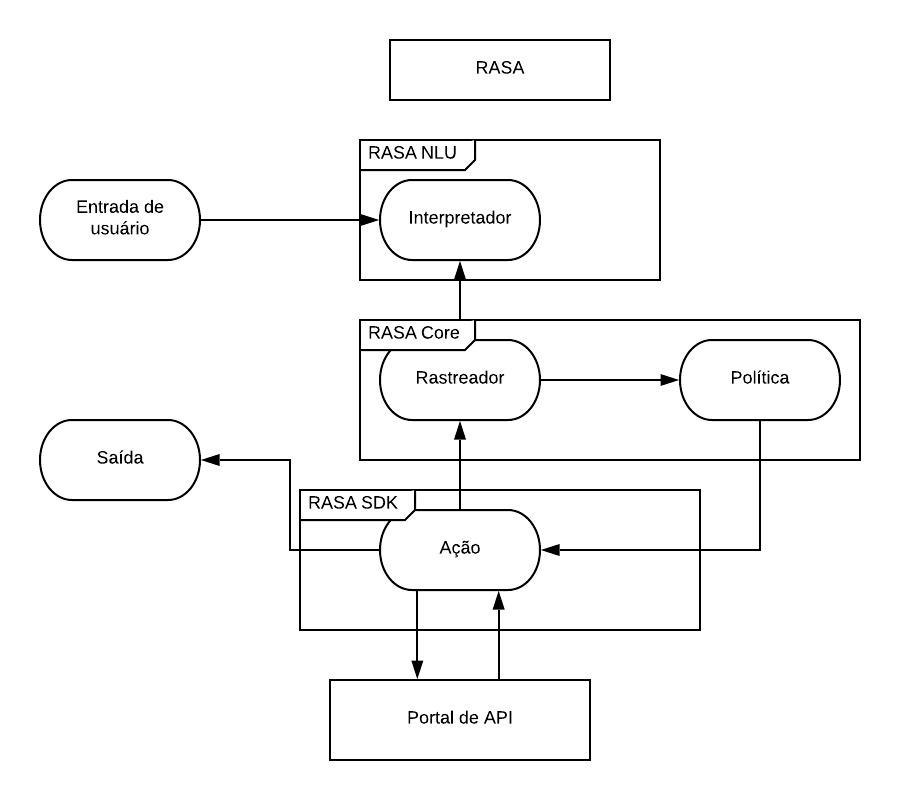 RASA
RASA NLU
Entrada de
usuário
Interpretador
RASA Core
Rastreador
Política
Saída
RASA SDK
Ação
Portal de API